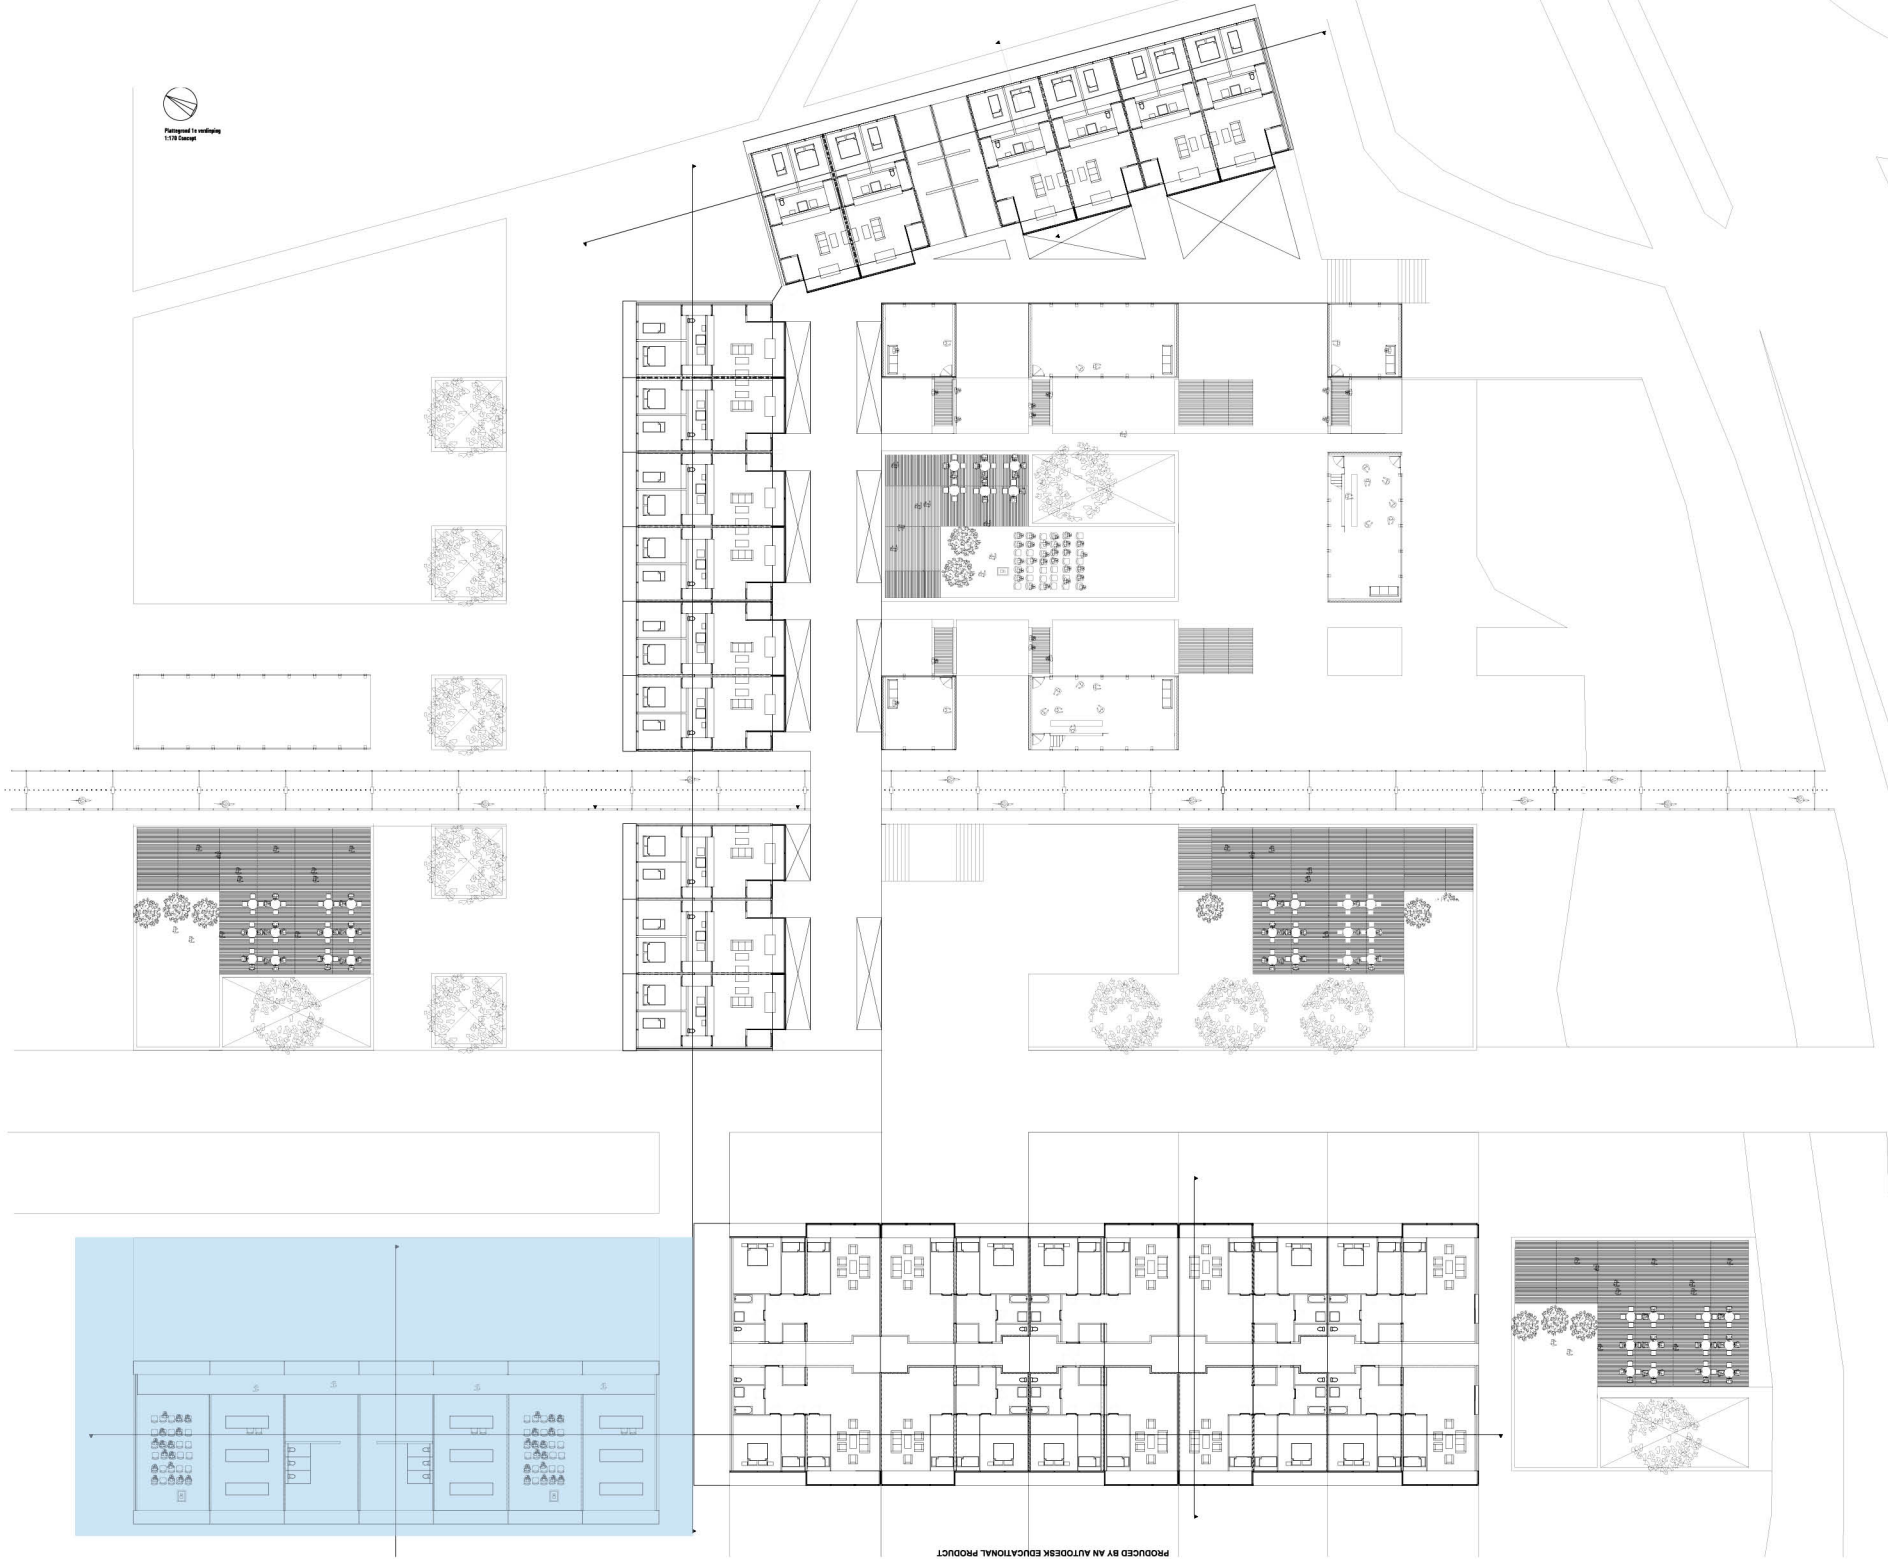 Plattegrond 1e verdieping
1:170 Concept
PRODUCED BY AN AUTODESK EDUCATIONAL PRODUCT